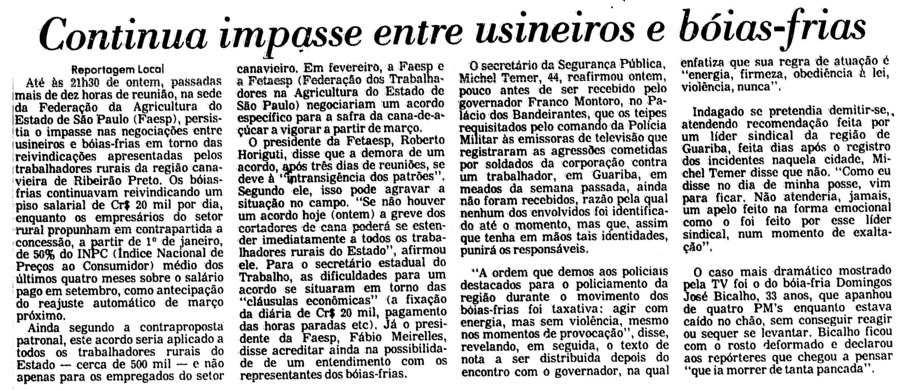 Continua impasse entre usineiros e bóias-frias
Reportagem Local
Até às 21h30 de ontem, passadas
mais de dez horas de reunião, na sede
da Federação da Agricultura do
Estado de São Paulo (Faesp), persis-
tia o impasse nas negociações entre
usineiros e bóias-frias em torno das
reivindicações apresentadas pelos
trabalhadores rurais da região cana-
vieira de Ribeirão Preto. Os bóias-
frias continuavam reivindicando um
piso salarial de Cr$ 20 mil por dia,
enquanto os empresários do setor
rural propunham em contrapartida a
concessão, a partir de 1º de janeiro,
de 50% do INPC (Índice Nacional de
Preços ao Consumidor) médio dos
últimos quatro meses sobre o salário
pago em setembro, como antecipação
do reajuste automático de março
próximo.
Ainda segundo a contraproposta
patronal, este acordo seria aplicado a
todos os trabalhadores rurais do
Estado — cerca de 500 mil — e não
apenas para os empregados do setor
canavieiro. Em fevereiro, a Faesp e
a Fetaesp (Federação dos Trabalha-
dores na Agricultura do Estado de
São Paulo) negociariam um acordo
específico para a safra da cana-de-a-
çúcar a vigorar a partir de março.
O presidente da Fetaesp, Roberto
Horiguti, disse que a demora de um
acordo, após três dias de reuniões, se
deve à "intransigência dos patrões".
Segundo ele, isso pode agravar a
situação no campo. "Se não houver
um acordo hoje (ontem) a greve dos
cortadores de cana poderá se esten-
der imediatamente a todos os traba-
lhadores rurais do Estado", afirmou
ele. Para o secretário estadual do
Trabalho, as dificuldades para um
acordo se situaram em torno das
"cláusulas econômicas" (a fixação
da diária de Cr$ 20 mil, pagamento
das horas paradas etc). Já o presi-
dente da Faesp, Fábio Meirelles,
disse acreditar ainda na possibilida-
de de um entendimento com os
representantes dos bóias-frias.
O secretário da Segurança Pública,
Michel Temer, 44, reafirmou ontem,
pouco antes de ser recebido pelo
governador Franco Montoro, no Pa-
lácio dos Bandeirantes, que os teipes
requisitados pelo comando da Polícia
Militar às emissoras de televisão que
registraram as agressões cometidas
por soldados da corporação contra
um trabalhador, em Guariba, em
meados da semana passada, ainda
não foram recebidos, razão pela qual
nenhum dos envolvidos foi identifica-
do até o momento, mas que, assim
que tenha em mãos tais identidades,
punirá os responsáveis.
"A ordem que demos aos policiais
destacados para o policiamento da
região durante o movimento dos
bóias-frias foi taxativa: agir com
energia, mas sem violência, mesmo
nos momentos de provocação", disse,
revelando, em seguida, o texto de
nota a ser distribuida depois do
encontro com o governador, na qual
enfatiza que sua regra de atuação é
"energia, firmeza, obediência à lei,
violência, nunca".
Indagado se pretendia demitir-se,
atendendo recomendação feita por
um líder sindical da região de
Guariba, feita dias após o registro
dos incidentes naquela cidade, Mi-
chel Temer disse que não. "Como eu
disse no dia de minha posse, vim
para ficar. Não atenderia, jamais,
um apelo feito na forma emocional
como o foi feito por esse líder
sindical, num momento de exalta-
ção".
O caso mais dramático mostrado
pela TV foi o do bóia-fria Domingos
José Bicalho, 33 anos, que apanhou
de quatro PM's enquanto estava
caído no chão, sem conseguir reagir
ou sequer se levantar. Bicalho ficou
com o rosto deformado e declarou
aos repórteres que chegou a pensar
"que ia morrer de tanta pancada".